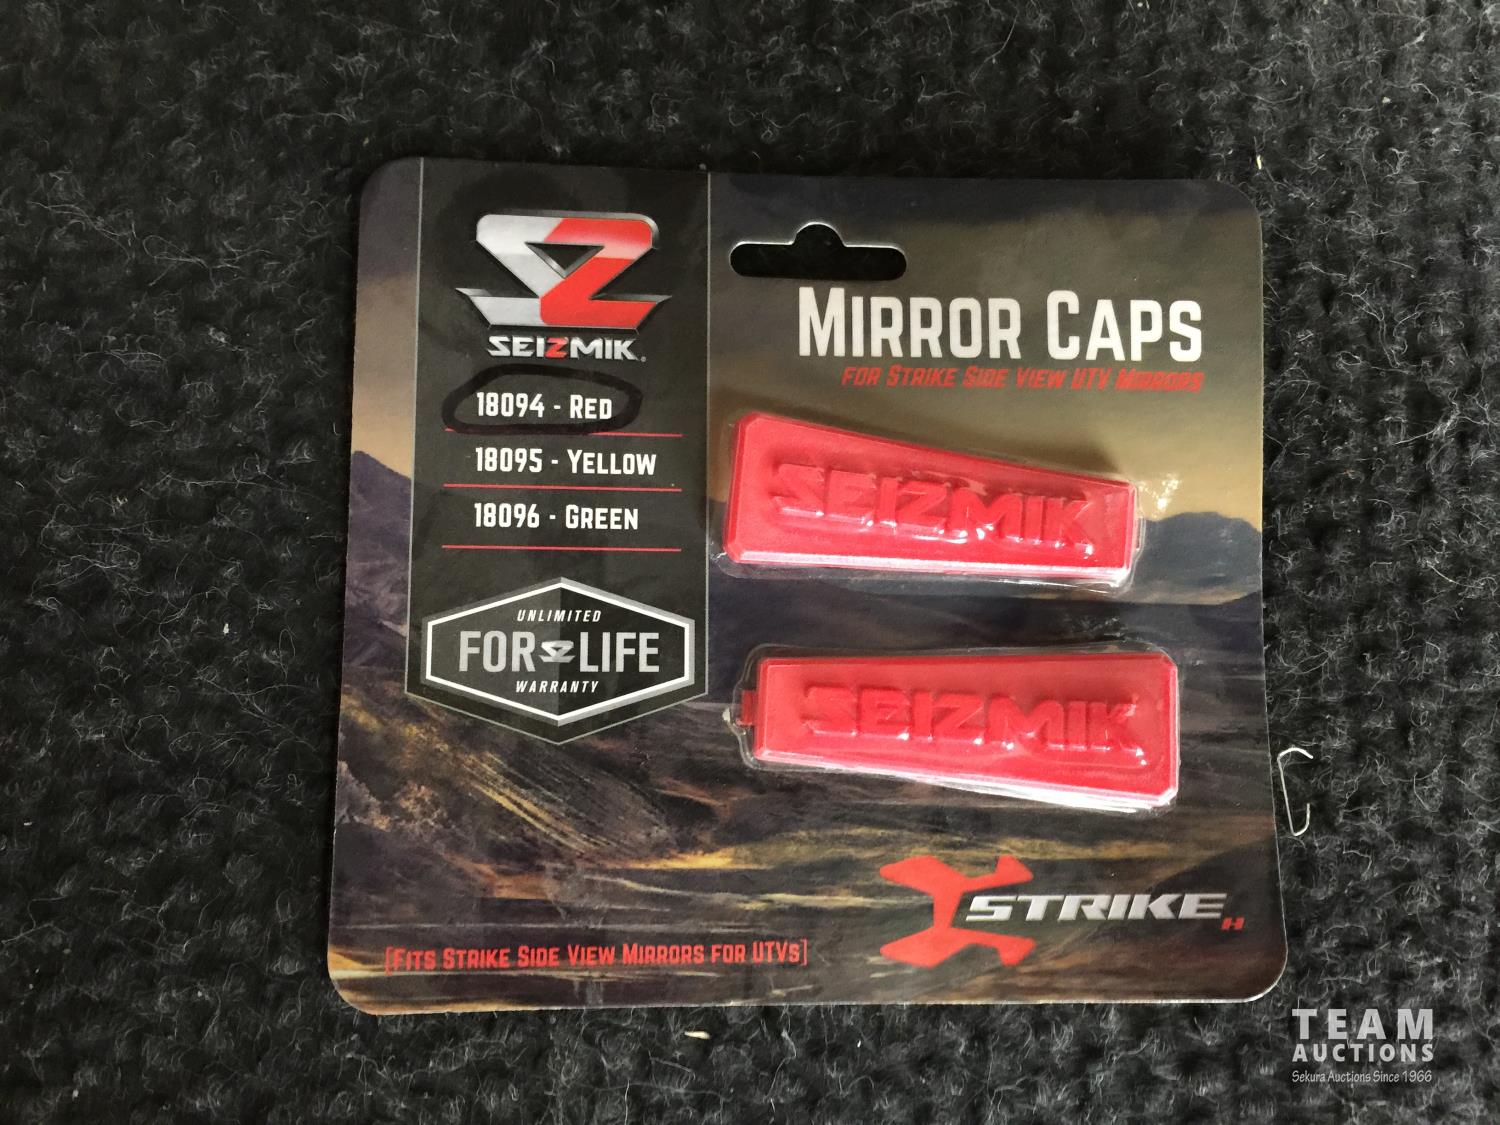 SEIZMIK
18094 - RED
18095 - YELLOW
18096 - GREEN
UNLIMITED
FOR LIFE
WARRANTY
MIRROR CAPS
FOR STRIKE SIDE VIEW UTV MIRRORS
SEIZMIK
SEIZMIK
STRIKE
[FITS STRIKE SIDE VIEW MIRRORS FOR UTVS]
TEAM
AUCTIONS
Sekura Auctions Since 1966